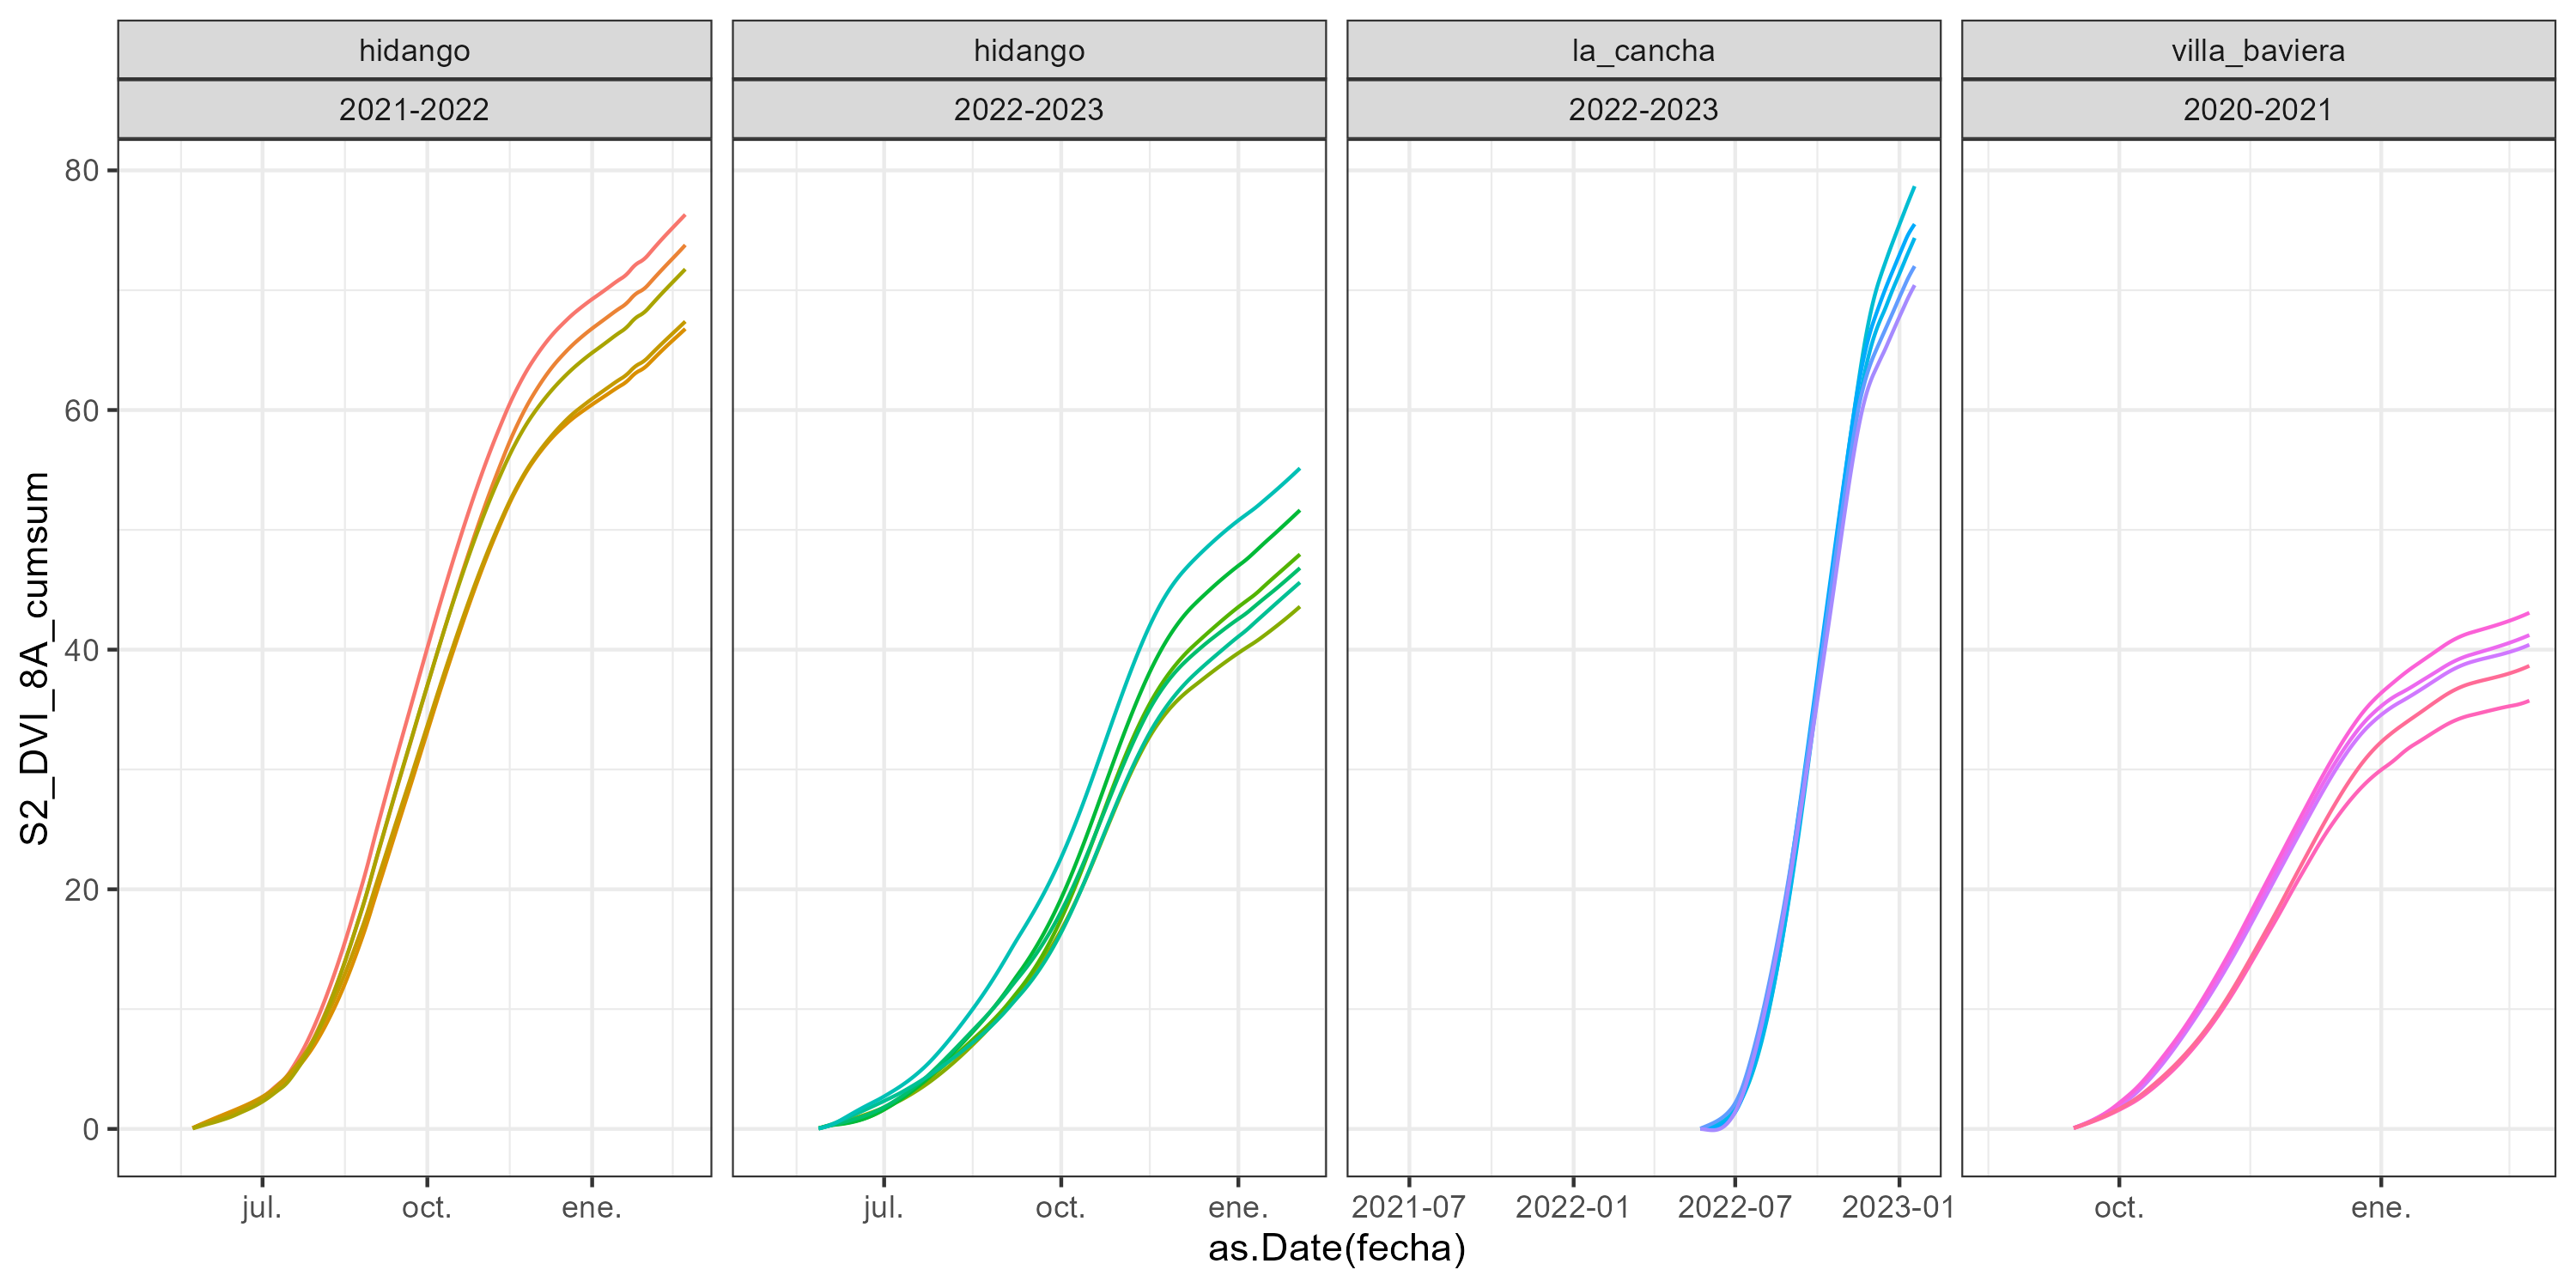 hidango hidango la_cancha villa_baviera
2021-2022 2022-2023 2022-2023 2020-2021
80
60
40
20
0
S2_DVI_8A_cumsum
jul. oct. ene. jul. oct. ene. 2021-07 2022-01 2022-07 2023-01 oct. ene.
as.Date(fecha)